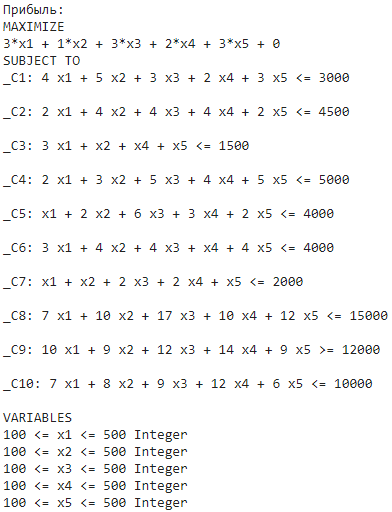 Прибыль:
MAXIMIZE
3*x1 + 1*x2 + 3*x3 + 2*x4 + 3*x5 + 0
SUBJECT TO
_C1: 4 x1 + 5 x2 + 3 x3 + 2 x4 + 3 x5 <= 3000
_C2: 2 x1 + 4 x2 + 4 x3 + 4 x4 + 2 x5 <= 4500
_C3: 3 x1 + x2 + x4 + x5 <= 1500
_C4: 2 x1 + 3 x2 + 5 x3 + 4 x4 + 5 x5 <= 5000
_C5: x1 + 2 x2 + 6 x3 + 3 x4 + 2 x5 <= 4000
_C6: 3 x1 + 4 x2 + 4 x3 + x4 + 4 x5 <= 4000
_C7: x1 + x2 + 2 x3 + 2 x4 + x5 <= 2000
_C8: 7 x1 + 10 x2 + 17 x3 + 10 x4 + 12 x5 <= 15000
_C9: 10 x1 + 9 x2 + 12 x3 + 14 x4 + 9 x5 >= 12000
_C10: 7 x1 + 8 x2 + 9 x3 + 12 x4 + 6 x5 <= 10000
VARIABLES
100 <= x1 <= 500 Integer
100 <= x2 <= 500 Integer
100 <= x3 <= 500 Integer
100 <= x4 <= 500 Integer
100 <= x5 <= 500 Integer